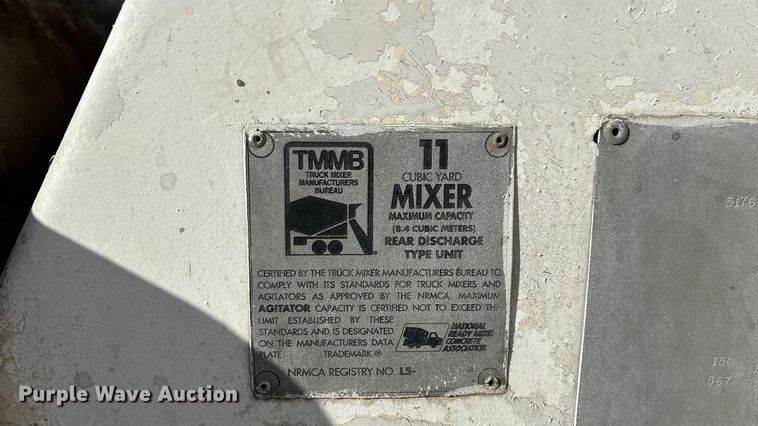 TMMB
TRUCK MIXER
MANUFACTURERS
BUREAU
11
CUBIC YARD
MIXER
MAXIMUM CAPACITY
(8.4 CUBIC METERS)
REAR DISCHARGE
TYPE UNIT
CERTIFIED BY THE TRUCK MIXER MANUFACTURERS BUREAU TO
COMPLY WITH ITS STANDARDS FOR TRUCK MIXERS AND
AGITATORS AS APPROVED BY THE NRMCA. MAXIMUM
AGITATOR CAPACITY IS CERTIFIED NOT TO EXCEED THE
LIMIT ESTABLISHED BY THESE
STANDARDS AND IS DESIGNATED
ON THE MANUFACTURERS DATA
PLATE. TRADEMARK ®
NATIONAL
READY MIXED
CONCRETE
ASSOCIATION
NRMCA REGISTRY NO. L5-
5176
156
567
Purple Wave Auction